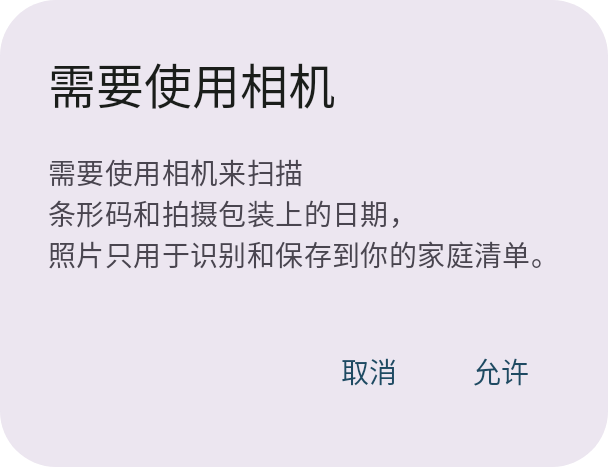 需要使用相机
需要使用相机来扫描
条形码和拍摄包装上的日期，
照片只用于识别和保存到你的家庭清单。
取消
允许